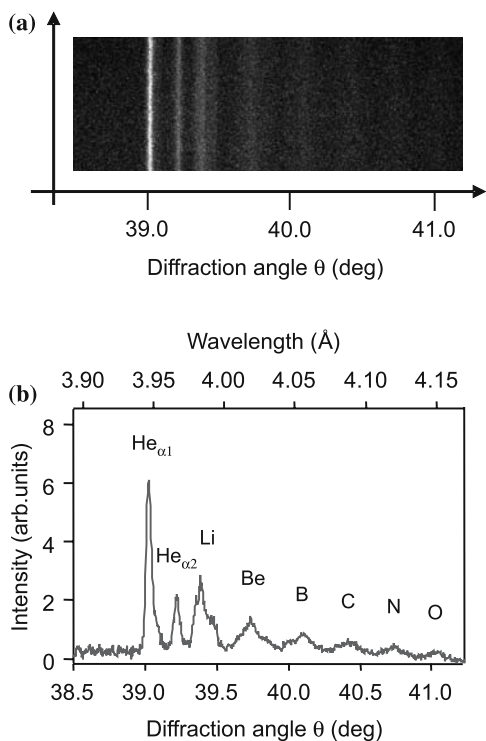 (a)
39.0 40.0 41.0
Diffraction angle θ (deg)
Wavelength (Å)
3.90 3.95 4.00 4.05 4.10 4.15
(b)
8
6
4
2
0
Intensity (arb.units)
Heα1
Heα2
Li
Be
B
C
N
O
38.5 39.0 39.5 40.0 40.5 41.0
Diffraction angle θ (deg)